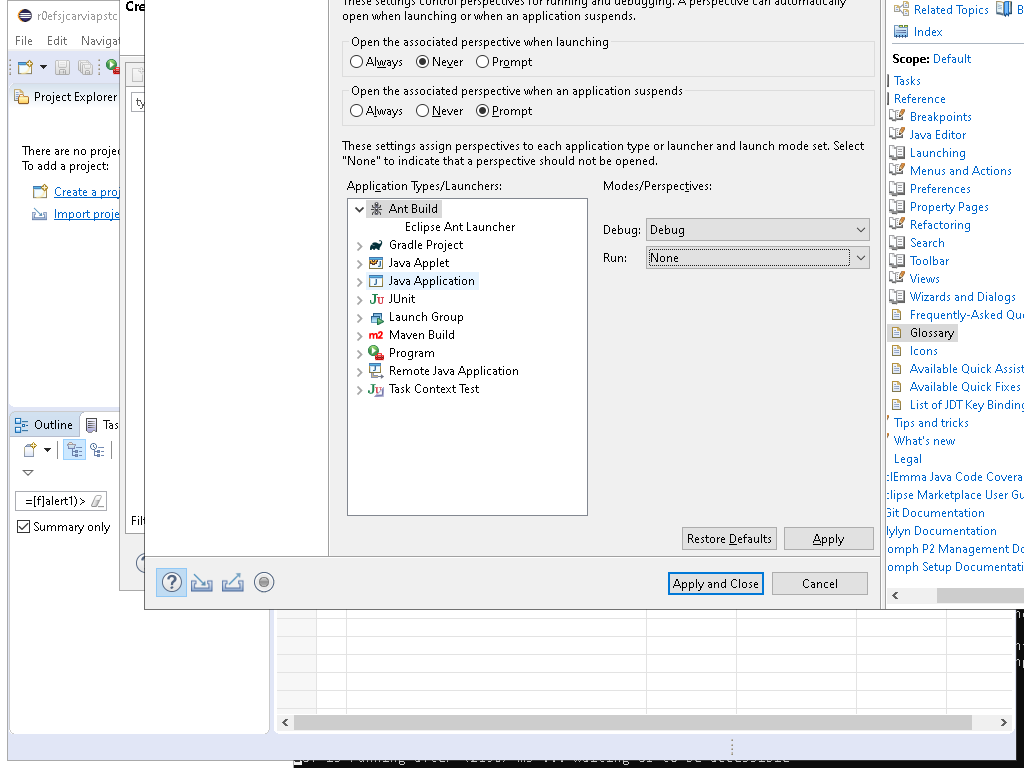 r0efsjcarviapstc
Cre
File Edit Naviga
Project Explorer
There are no proje
To add a project:
Create a proj
Import proje
Outline
Tas
=[f]alert1)>
Summary only
ty
Filt
These settings control perspectives for running and debugging. A perspective can automatically
open when launching or when an application suspends.
Open the associated perspective when launching
Always Never Prompt
Open the associated perspective when an application suspends
Always Never Prompt
These settings assign perspectives to each application type or launcher and launch mode set. Select
"None" to indicate that a perspective should not be opened.
Application Types/Launchers:
Ant Build
Eclipse Ant Launcher
Gradle Project
Java Applet
Java Application
JUnit
Launch Group
Maven Build
Program
Remote Java Application
Task Context Test
Modes/Perspectives:
Debug: Debug
Run: None
Restore Defaults
Apply
Apply and Close
Cancel
Related Topics
B
Index
Scope: Default
Tasks
Reference
Breakpoints
Java Editor
Launching
Menus and Actions
Preferences
Property Pages
Refactoring
Search
Toolbar
Views
Wizards and Dialogs
Frequently-Asked Que
Glossary
Icons
Available Quick Assist
Available Quick Fixes
List of JDT Key Binding
Tips and tricks
What's new
Legal
clEmma Java Code Covera
clipse Marketplace User Gu
Git Documentation
Mylyn Documentation
oomph P2 Management Do
oomph Setup Documentati